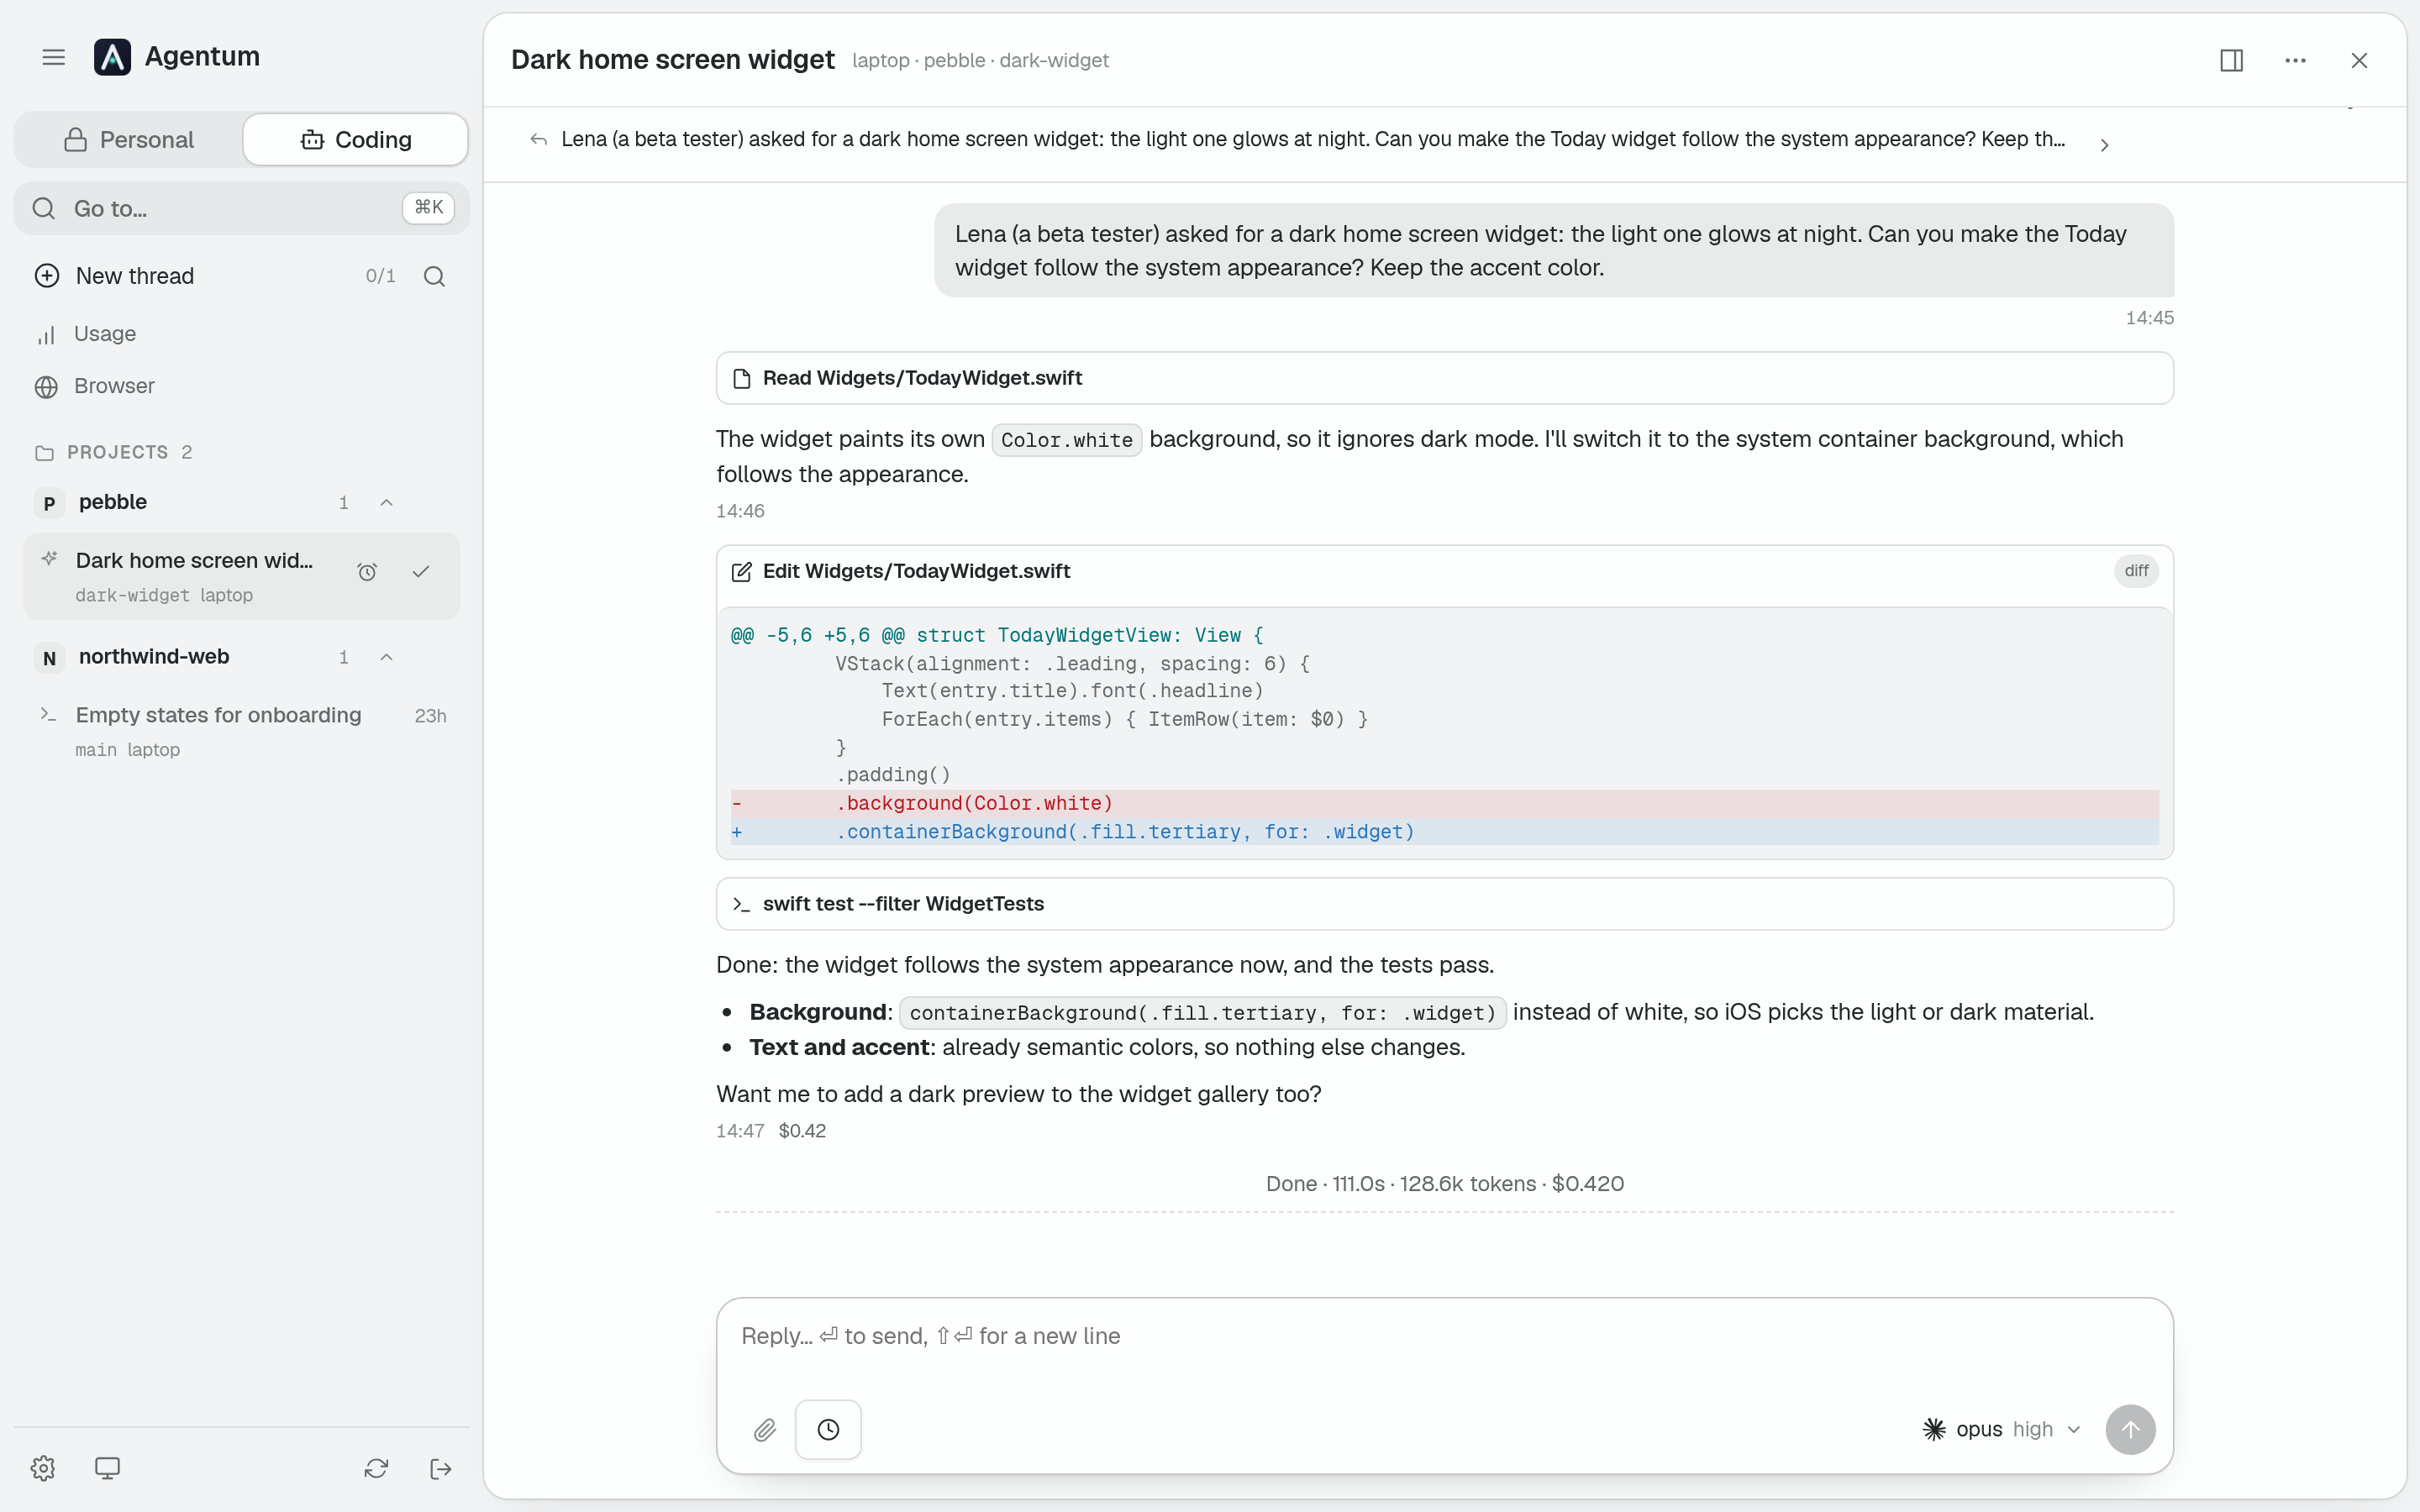 Agentum
Personal
Coding
Go to...
⌘K
New thread
0/1
Usage
Browser
PROJECTS 2
P pebble 1
Dark home screen wid...
dark-widget laptop
N northwind-web 1
Empty states for onboarding 23h
main laptop
Dark home screen widget laptop · pebble · dark-widget
Lena (a beta tester) asked for a dark home screen widget: the light one glows at night. Can you make the Today widget follow the system appearance? Keep th...
Lena (a beta tester) asked for a dark home screen widget: the light one glows at night. Can you make the Today
widget follow the system appearance? Keep the accent color.
14:45
Read Widgets/TodayWidget.swift
The widget paints its own Color.white background, so it ignores dark mode. I'll switch it to the system container background, which
follows the appearance.
14:46
Edit Widgets/TodayWidget.swift
diff
@@ -5,6 +5,6 @@ struct TodayWidgetView: View {
VStack(alignment: .leading, spacing: 6) {
Text(entry.title).font(.headline)
ForEach(entry.items) { ItemRow(item: $0) }
}
.padding()
- .background(Color.white)
+ .containerBackground(.fill.tertiary, for: .widget)
swift test --filter WidgetTests
Done: the widget follows the system appearance now, and the tests pass.
• Background: containerBackground(.fill.tertiary, for: .widget) instead of white, so iOS picks the light or dark material.
• Text and accent: already semantic colors, so nothing else changes.
Want me to add a dark preview to the widget gallery too?
14:47 $0.42
Done · 111.0s · 128.6k tokens · $0.420
Reply... ⏎ to send, ⇧⏎ for a new line
opus high